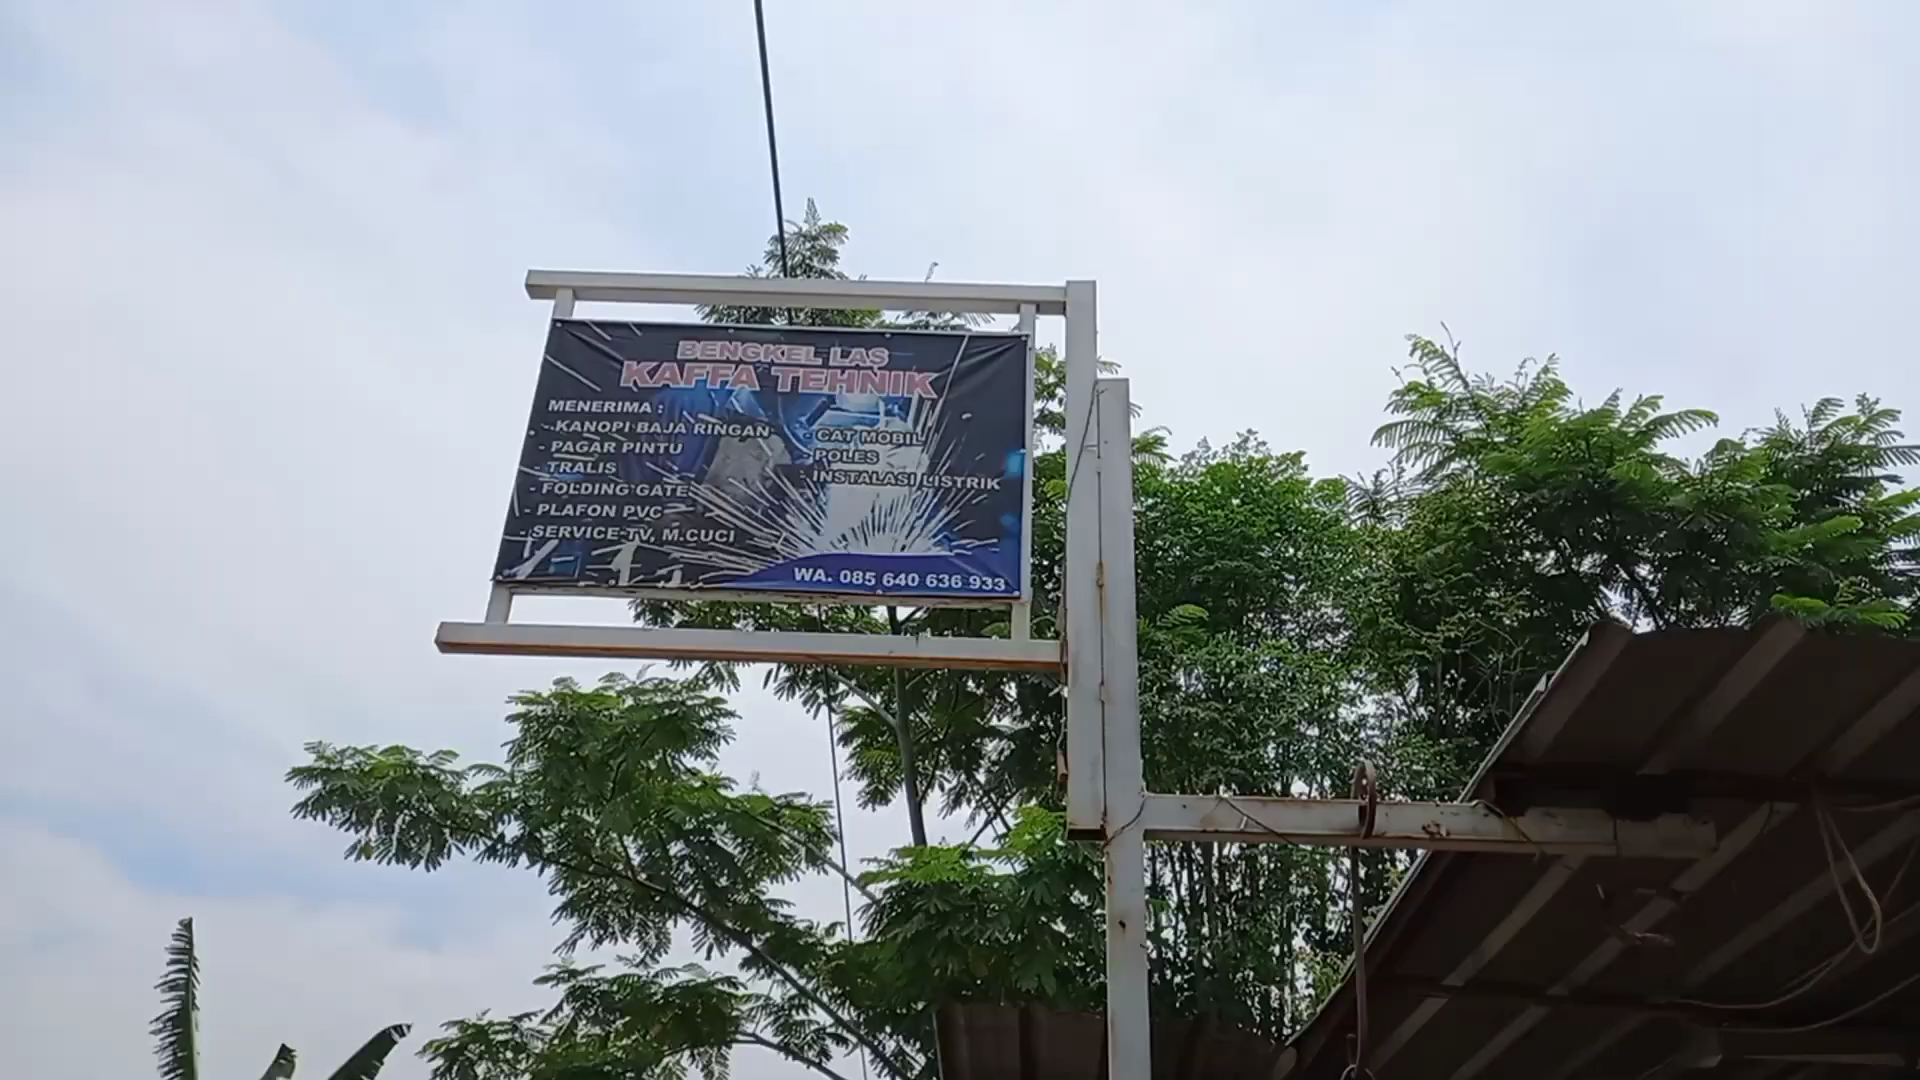 BENGKEL LAS
KAFFA TEHNIK
MENERIMA :
- KANOPI BAJA RINGAN
- PAGAR PINTU
- TRALIS
- FOLDING GATE
- PLAFON PVC
- SERVICE TV, M.CUCI
- CAT MOBIL
- POLES
- INSTALASI LISTRIK
WA. 085 640 636 933